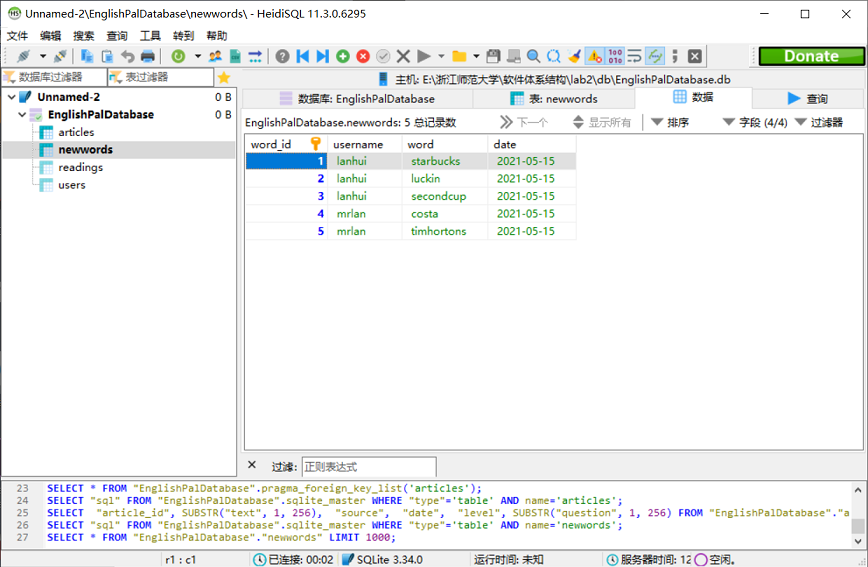 Unnamed-2\EnglishPalDatabase\newwords\ - HeidiSQL 11.3.0.6295
文件 编辑 搜索 查询 工具 转到 帮助
Donate
数据库过滤器 表过滤器
主机: E:\浙江师范大学\软件体系结构\lab2\db\EnglishPalDatabase.db
Unnamed-2 0 B
EnglishPalDatabase 0 B
articles
newwords
readings
users
数据库: EnglishPalDatabase 表: newwords 数据 查询
EnglishPalDatabase.newwords: 5 总记录数 下一个 显示所有 排序 字段 (4/4) 过滤器
word_id username word date
1 lanhui starbucks 2021-05-15
2 lanhui luckin 2021-05-15
3 lanhui secondcup 2021-05-15
4 mrlan costa 2021-05-15
5 mrlan timhortons 2021-05-15
过滤: 正则表达式
23 SELECT * FROM "EnglishPalDatabase".pragma_foreign_key_list('articles');
24 SELECT "sql" FROM "EnglishPalDatabase".sqlite_master WHERE "type"='table' AND name='articles';
25 SELECT "article_id", SUBSTR("text", 1, 256), "source", "date", "level", SUBSTR("question", 1, 256) FROM "EnglishPalDatabase"."a
26 SELECT "sql" FROM "EnglishPalDatabase".sqlite_master WHERE "type"='table' AND name='newwords';
27 SELECT * FROM "EnglishPalDatabase"."newwords" LIMIT 1000;
r1 : c1 已连接: 00:02 SQLite 3.34.0 运行时间: 未知 服务器时间: 12 空闲。